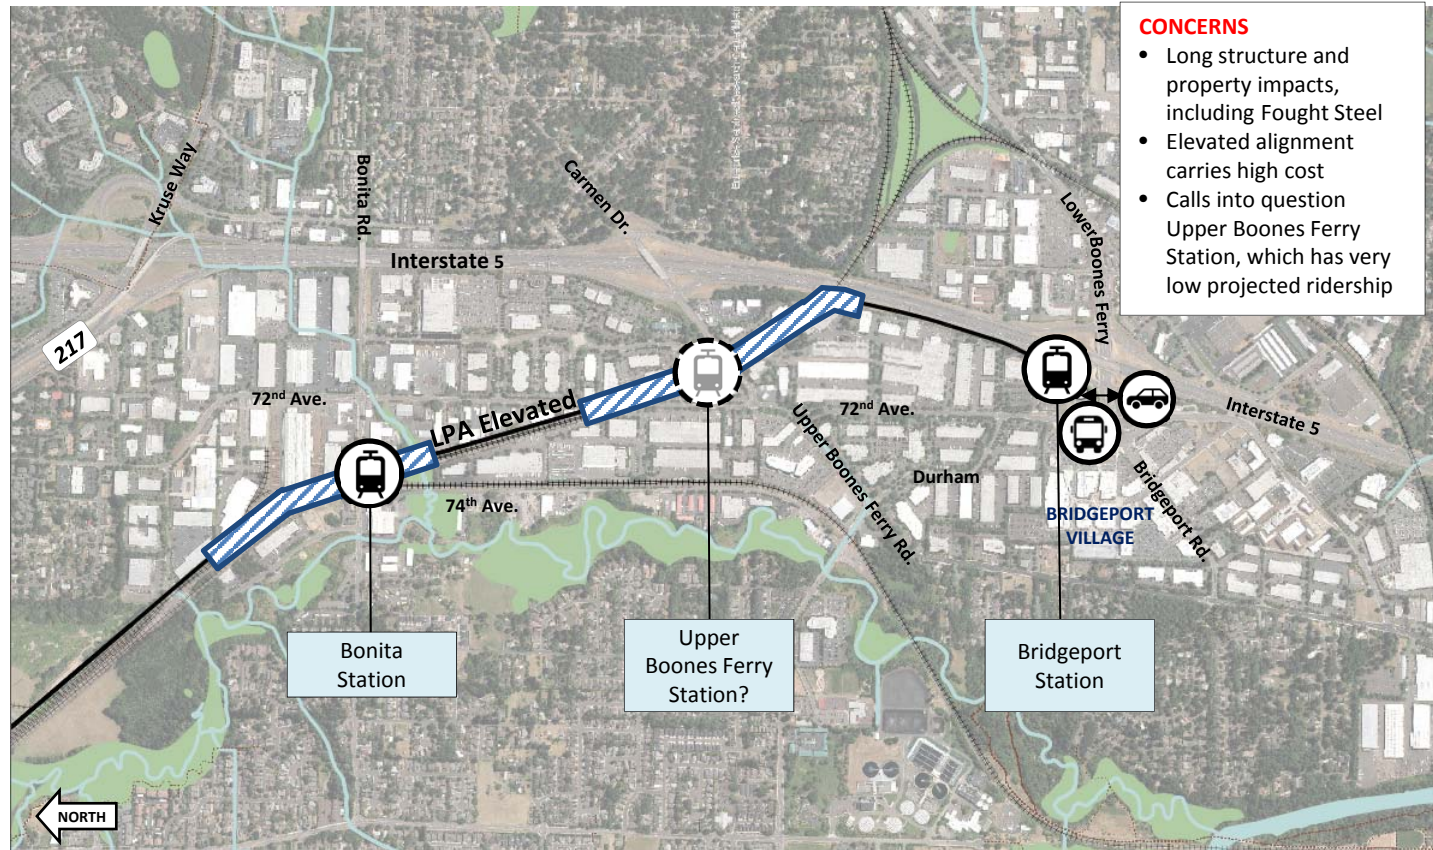 CONCERNS
• Long structure and
property impacts,
including Fought Steel
• Elevated alignment
carries high cost
• Calls into question
Upper Boones Ferry
Station, which has very
low projected ridership
Kruse Way
Bonita Rd.
Carmen Dr.
Lower Boones Ferry
Interstate 5
217
72nd Ave.
LPA Elevated
72nd Ave.
Upper Boones Ferry Rd.
Interstate 5
Durham
Bridgeport Rd.
74th Ave.
BRIDGEPORT
VILLAGE
Bonita
Station
Upper
Boones Ferry
Station?
Bridgeport
Station
NORTH